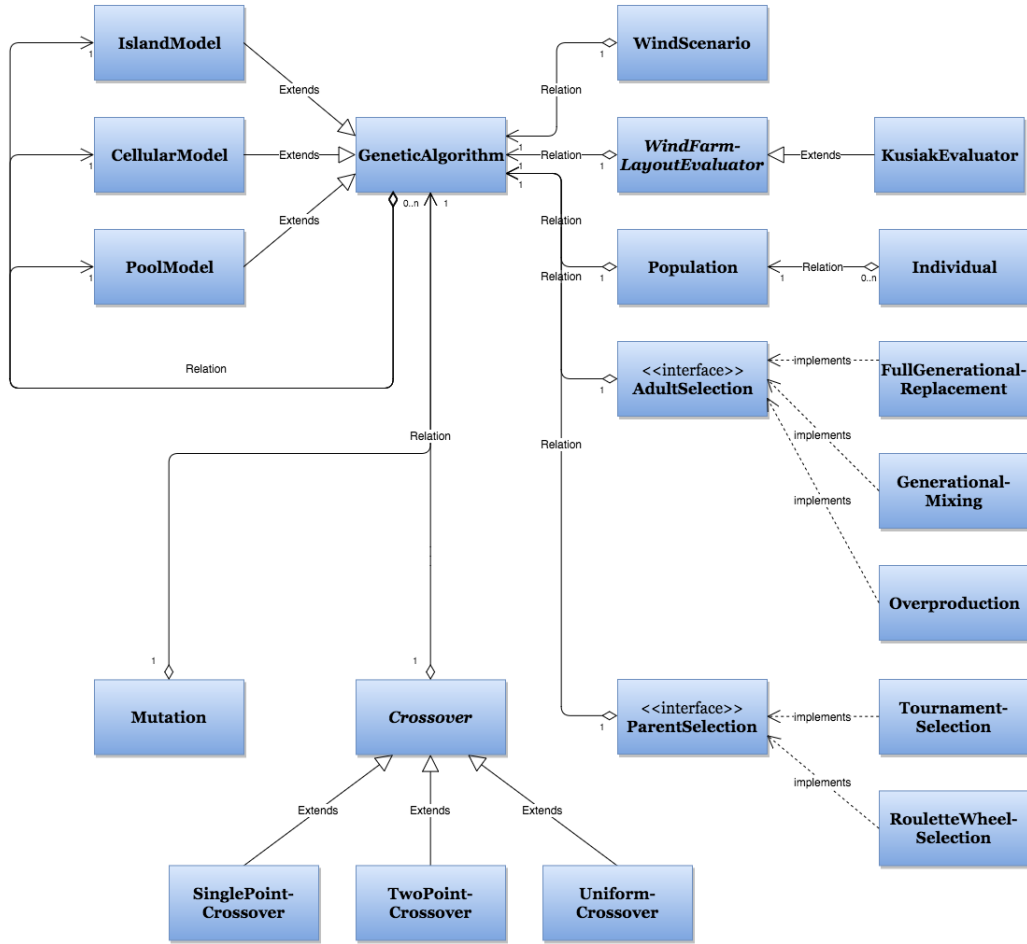 IslandModel
1
Extends
WindScenario
1
Relation
CellularModel
1
Extends
GeneticAlgorithm
1
1
1
0..n
1
Relation
1
WindFarm-
LayoutEvaluator
Extends
KusiakEvaluator
PoolModel
1
Extends
Relation
Relation
1
Population
1
Relation
0..n
Individual
Relation
1
<<interface>>
AdultSelection
implements
FullGenerational-
Replacement
implements
Generational-
Mixing
implements
Overproduction
Relation
Relation
1
Mutation
1
Crossover
1
<<interface>>
ParentSelection
implements
Tournament-
Selection
implements
RouletteWheel-
Selection
Extends
Extends
Extends
SinglePoint-
Crossover
TwoPoint-
Crossover
Uniform-
Crossover